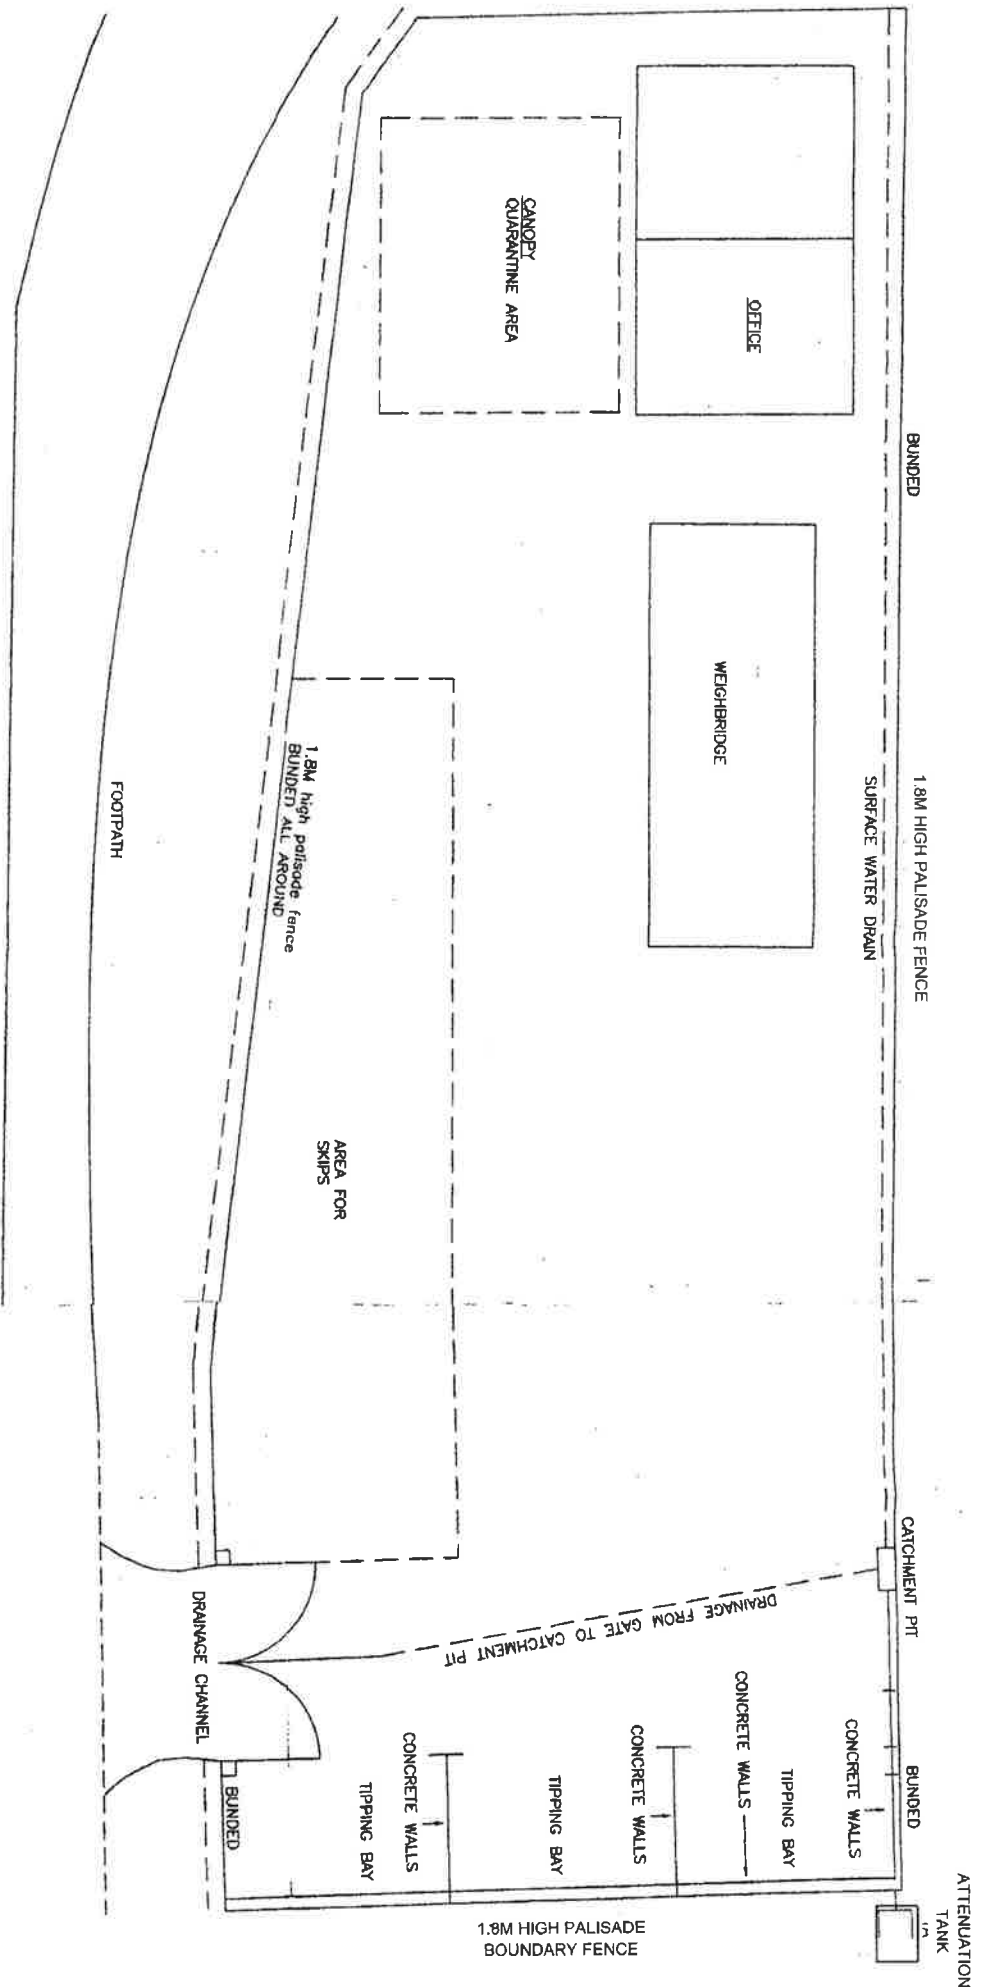 CANOPY
QUARANTINE AREA
OFFICE
BUNDED
WEIGHBRIDGE
1.8M HIGH PALISADE FENCE
SURFACE WATER DRAIN
1.8M high palisade fence
BUNDED ALL AROUND
FOOTPATH
AREA FOR
SKIPS
CATCHMENT PIT
DRAINAGE FROM GATE TO CATCHMENT PIT
DRAINAGE CHANNEL
CONCRETE WALLS
CONCRETE WALLS
CONCRETE WALLS
CONCRETE WALLS
TIPPING BAY
TIPPING BAY
TIPPING BAY
BUNDED
BUNDED
ATTENUATION
TANK
1.8M HIGH PALISADE
BOUNDARY FENCE